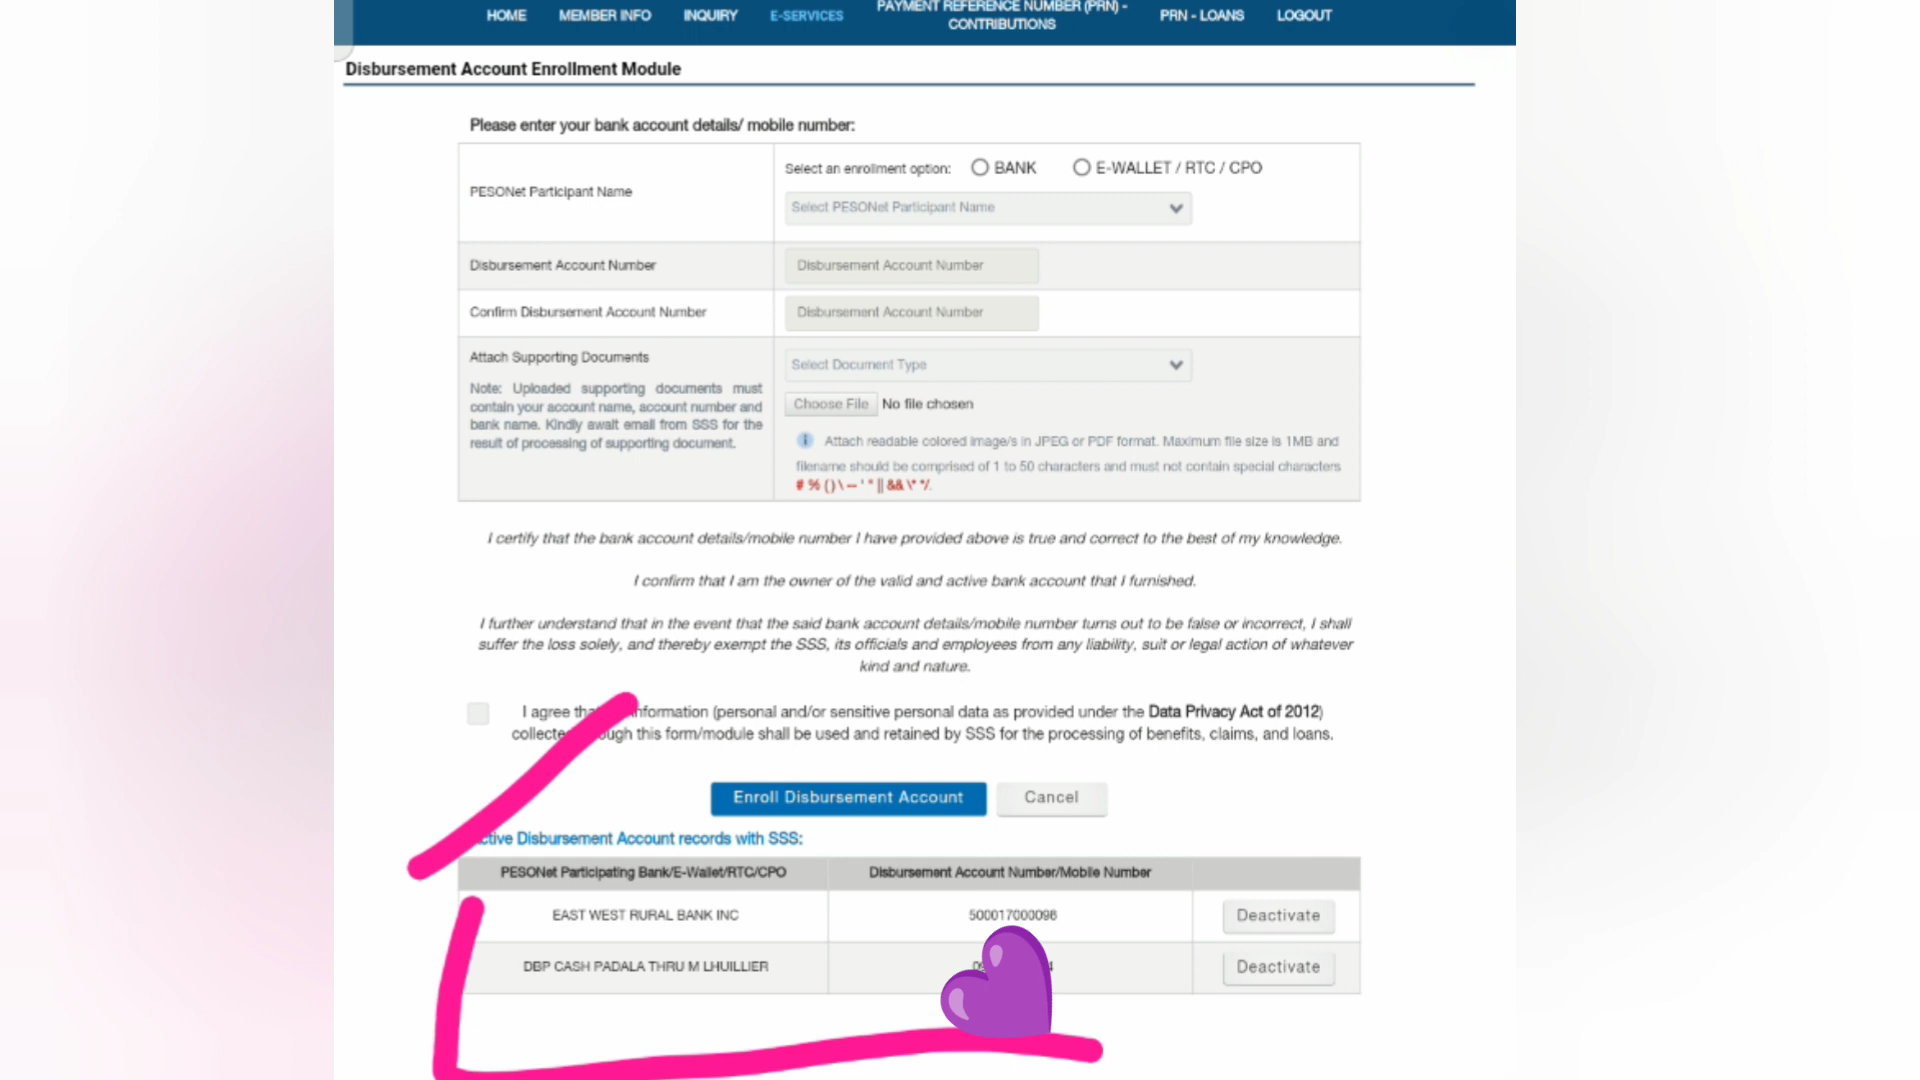 HOME MEMBER INFO INQUIRY E-SERVICES PAYMENT REFERENCE NUMBER (PRN) - CONTRIBUTIONS PRN - LOANS LOGOUT
Disbursement Account Enrollment Module
Please enter your bank account details/ mobile number:
PESONet Participant Name
Select an enrollment option: BANK E-WALLET / RTC / CPO
Select PESONet Participant Name
Disbursement Account Number
Disbursement Account Number
Confirm Disbursement Account Number
Disbursement Account Number
Attach Supporting Documents
Note: Uploaded supporting documents must
contain your account name, account number and
bank name. Kindly await email from SSS for the
result of processing of supporting document.
Select Document Type
Choose File No file chosen
Attach readable colored image/s in JPEG or PDF format. Maximum file size is 1MB and
filename should be comprised of 1 to 50 characters and must not contain special characters
# % ( ) \ -- ' " || && \* */.
I certify that the bank account details/mobile number I have provided above is true and correct to the best of my knowledge.
I confirm that I am the owner of the valid and active bank account that I furnished.
I further understand that in the event that the said bank account details/mobile number turns out to be false or incorrect, I shall
suffer the loss solely, and thereby exempt the SSS, its officials and employees from any liability, suit or legal action of whatever
kind and nature.
I agree information (personal and/or sensitive personal data as provided under the Data Privacy Act of 2012)
this form/module shall be used and retained by SSS for the processing of benefits, claims, and loans.
Enroll Disbursement Account Cancel
Disbursement Account records with SSS:
PESONet Participating Bank/E-Wallet/RTC/CPO Disbursement Account Number/Mobile Number
EAST WEST RURAL BANK INC 500017000098 Deactivate
DBP CASH PADALA THRU M LHUILLIER Deactivate